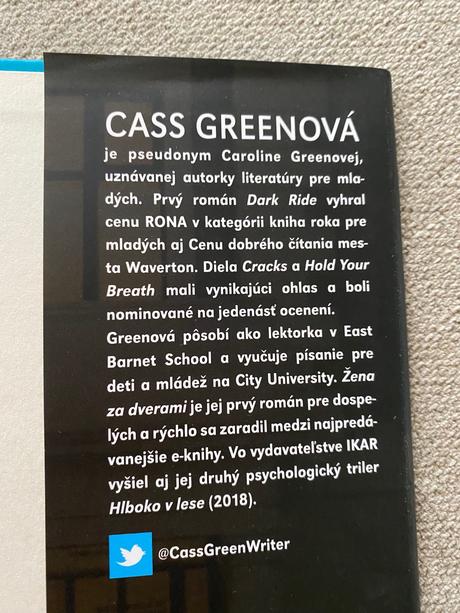 CASS GREENOVÁ
je pseudonym Caroline Greenovej,
uznávanej autorky literatúry pre mla-
dých. Prvý román Dark Ride vyhral
cenu RONA v kategórii kniha roka pre
mladých aj Cenu dobrého čítania mes-
ta Waverton. Diela Cracks a Hold Your
Breath mali vynikajúci ohlas a boli
nominované na jedenásť ocenení.
Greenová pôsobí ako lektorka v East
Barnet School a vyučuje písanie pre
deti a mládež na City University. Žena
za dverami je jej prvý román pre dospe-
lých a rýchlo sa zaradil medzi najpredá-
vanejšie e-knihy. Vo vydavateľstve IKAR
vyšiel aj jej druhý psychologický triler
Hlboko v lese (2018).
@CassGreenWriter